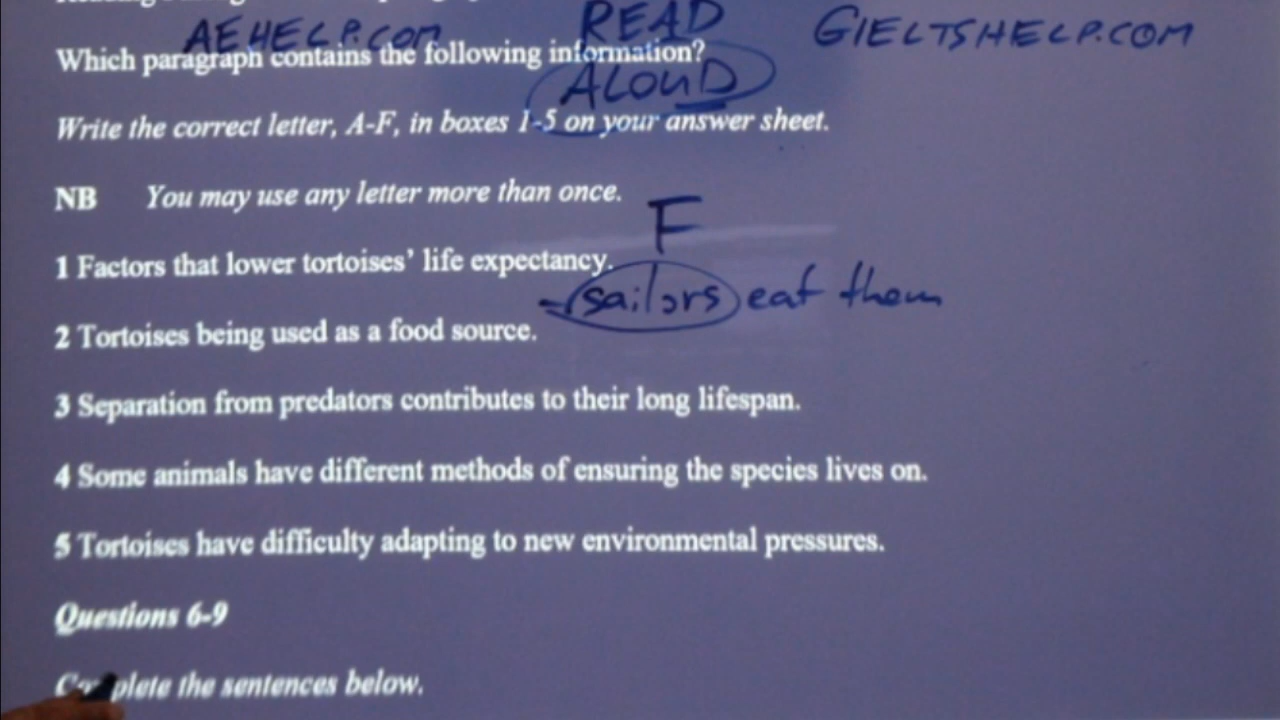 READ
AEHELP.COM
GIELTSHELP.COM
Which paragraph contains the following information?
ALOUD
Write the correct letter, A-F, in boxes 1-5 on your answer sheet.
NB You may use any letter more than once.
F
1 Factors that lower tortoises’ life expectancy.
sailors eat them
2 Tortoises being used as a food source.
3 Separation from predators contributes to their long lifespan.
4 Some animals have different methods of ensuring the species lives on.
5 Tortoises have difficulty adapting to new environmental pressures.
Questions 6-9
Complete the sentences below.